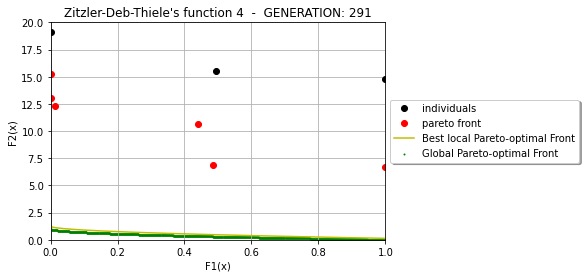 Zitzler-Deb-Thiele's function 4 - GENERATION: 291
20.0
17.5
15.0
12.5
10.0
7.5
5.0
2.5
0.0
F2(x)
0.0 0.2 0.4 0.6 0.8 1.0
F1(x)
individuals
pareto front
Best local Pareto-optimal Front
Global Pareto-optimal Front